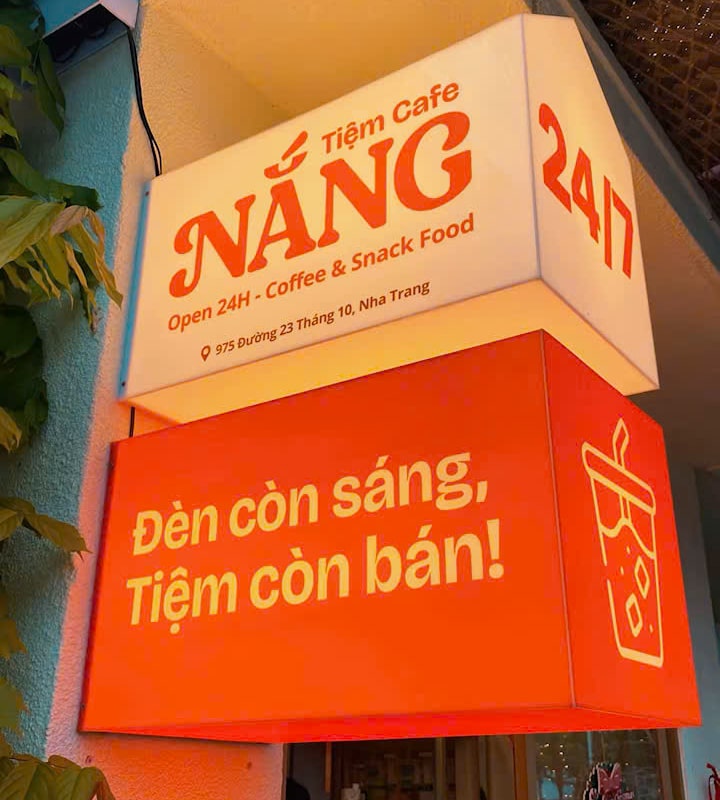 Tiệm Cafe
NẮNG
Open 24H - Coffee & Snack Food
975 Đường 23 Tháng 10, Nha Trang
24/7
Đèn còn sáng,
Tiệm còn bán!